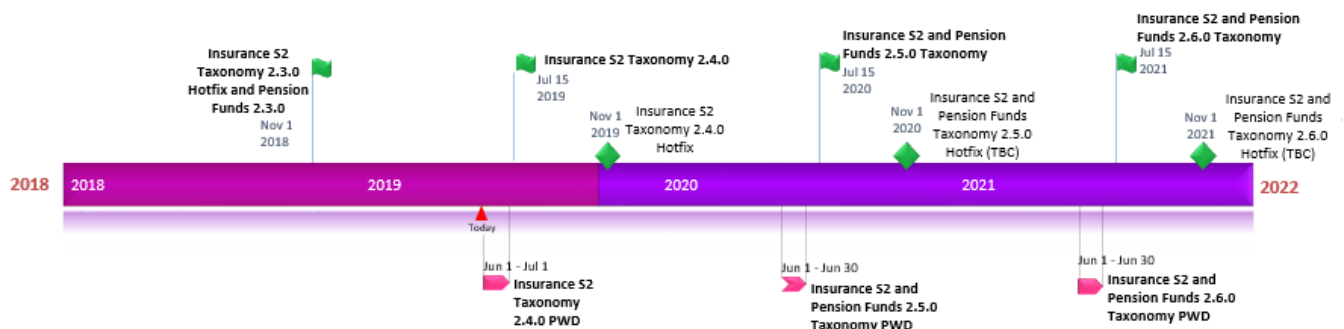 Insurance S2
Taxonomy 2.3.0
Hotfix and Pension
Funds 2.3.0
Nov 1
2018
Insurance S2 Taxonomy 2.4.0
Jul 15
2019
Nov 1
2019
Insurance S2
Taxonomy 2.4.0
Hotfix
Insurance S2 and Pension
Funds 2.5.0 Taxonomy
Jul 15
2020
Nov 1
2020
Insurance S2 and
Pension Funds
Taxonomy 2.5.0
Hotfix (TBC)
Insurance S2 and Pension
Funds 2.6.0 Taxonomy
Jul 15
2021
Nov 1
2021
Insurance S2 and
Pension Funds
Taxonomy 2.6.0
Hotfix (TBC)
2018
2018
2019
2020
2021
2022
Today
Jun 1 - Jul 1
Insurance S2
Taxonomy
2.4.0 PWD
Jun 1 - Jun 30
Insurance S2 and
Pension Funds 2.5.0
Taxonomy PWD
Jun 1 - Jun 30
Insurance S2 and
Pension Funds 2.6.0
Taxonomy PWD